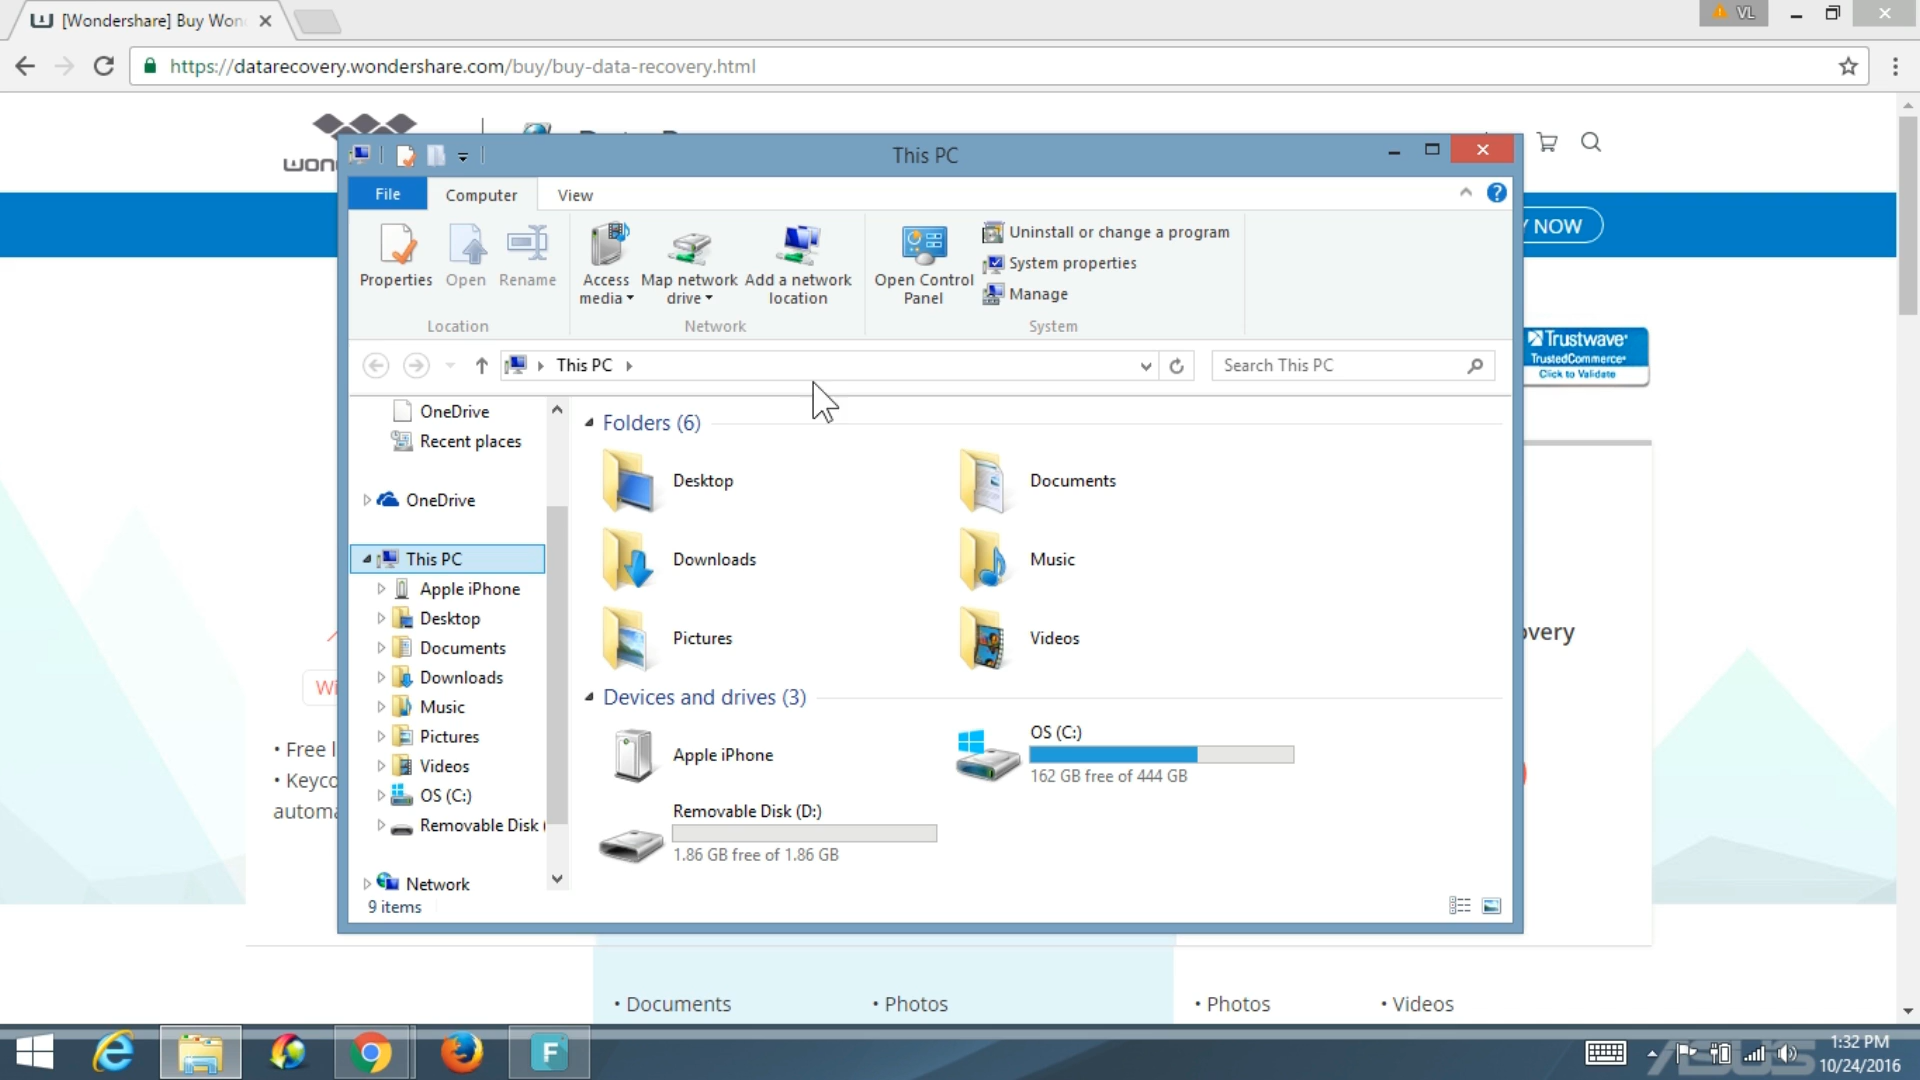 [Wondershare] Buy Won
VL
https://datarecovery.wondershare.com/buy/buy-data-recovery.html
This PC
File
Computer
View
NOW
Properties
Open
Rename
Access media
Map network drive
Add a network location
Open Control Panel
Uninstall or change a program
System properties
Manage
Location
Network
System
Trustwave
TrustedCommerce
Click to Validate
This PC
Search This PC
OneDrive
Recent places
OneDrive
This PC
Apple iPhone
Desktop
Documents
Downloads
Music
Pictures
Videos
OS (C:)
Removable Disk (
Network
9 items
Folders (6)
Desktop
Documents
Downloads
Music
Pictures
Videos
Devices and drives (3)
Apple iPhone
OS (C:)
162 GB free of 444 GB
Removable Disk (D:)
1.86 GB free of 1.86 GB
overy
• Free l
• Keyco
automa
• Documents
• Photos
• Photos
• Videos
F
ASUS
1:32 PM
10/24/2016